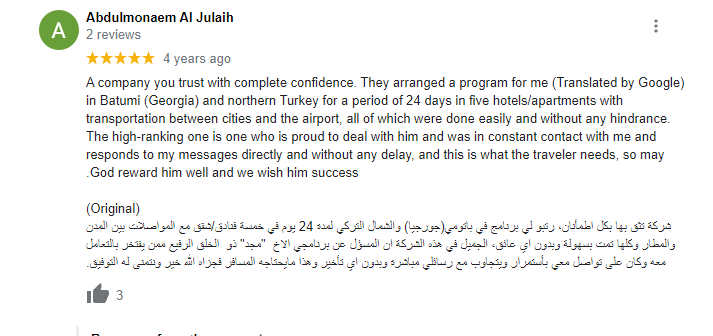 A
Abdulmonaem Al Julaih
2 reviews
4 years ago
A company you trust with complete confidence. They arranged a program for me (Translated by Google)
in Batumi (Georgia) and northern Turkey for a period of 24 days in five hotels/apartments with
transportation between cities and the airport, all of which were done easily and without any hindrance.
The high-ranking one is one who is proud to deal with him and was in constant contact with me and
responds to my messages directly and without any delay, and this is what the traveler needs, so may
.God reward him well and we wish him success
(Original)
شركة تثق بها بكل اطمأنان، رتبو لي برنامج في باتومي(جورجيا) والشمال التركي لمدة 24 يوم في خمسة فنادق/شقق مع المواصلات بين المدن
والمطار وكلها تمت بسهولة وبدون اي عائق، الجميل في هذه الشركة ان المسؤل عن برنامجي الاخ "مجد" ذو الخلق الرفيع ممن يفتخر بالتعامل
معه وكان على تواصل معي بأستمرار ويتجاوب مع رسائلي مباشرة وبدون اي تأخير وهذا مايحتاجه المسافر فجزاه الله خير ونتمنى له التوفيق.
3